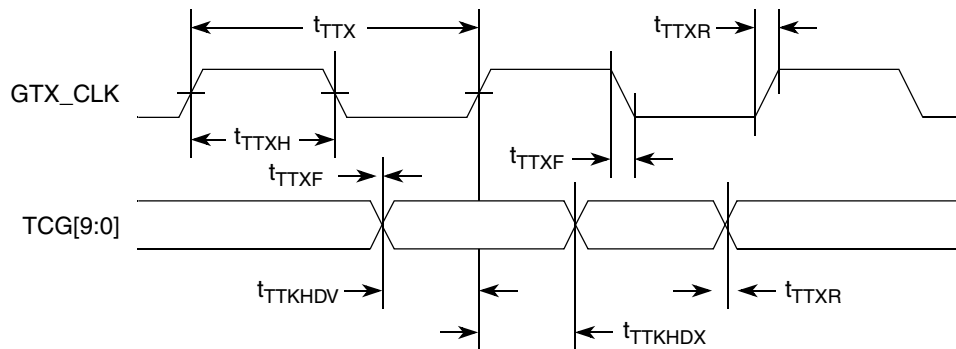 tTTX
tTTXR
GTX_CLK
tTTXH
tTTXF
tTTXF
TCG[9:0]
tTTKHDV
tTTXR
tTTKHDX